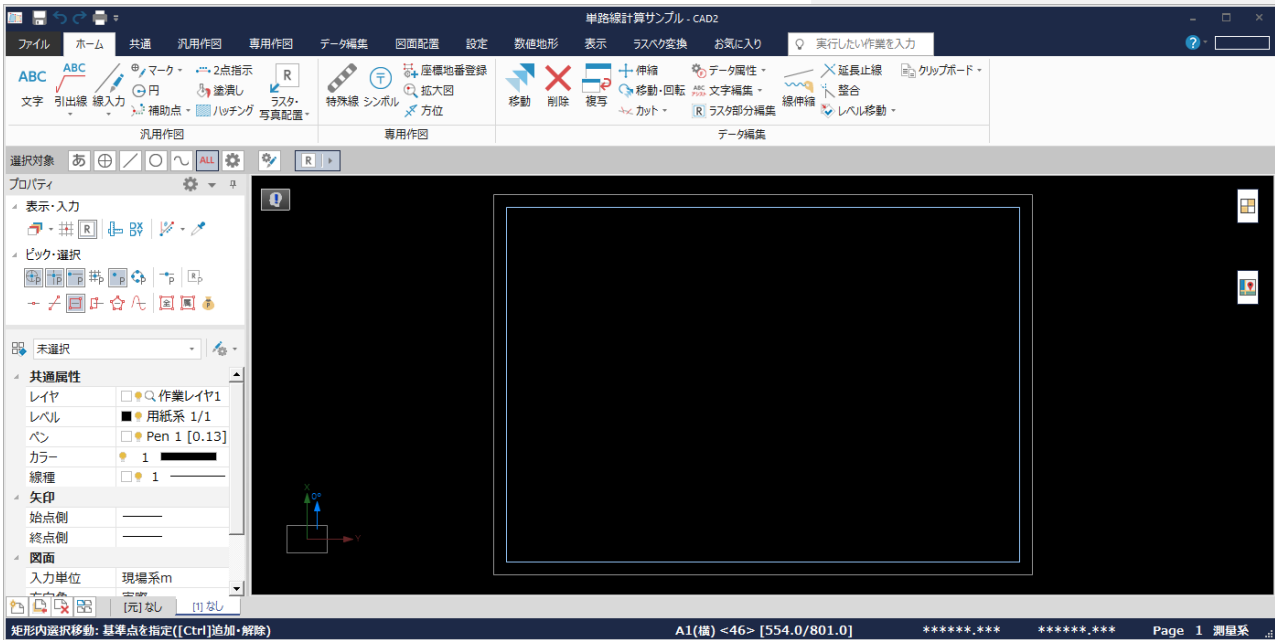 単路線計算サンプル - CAD2
ファイル ホーム 共通 汎用作図 専用作図 データ編集 図面配置 設定 数値地形 表示 ラスベク変換 お気に入り 実行したい作業を入力
ABC 文字
ABC 引出線
線入力
マーク 2点指示
円 塗潰し
補助点 ハッチング
R ラスタ・写真配置
汎用作図
特殊線 シンボル
座標地番登録
拡大図
方位
専用作図
移動 削除 複写
伸縮 データ属性
移動・回転 ABC 文字編集
カット R ラスタ部分編集
線伸縮
延長止線 クリップボード
整合
レベル移動
データ編集
選択対象 あ ALL R
プロパティ
表示・入力
R DX DY
ピック・選択
P P P P P P P R P
全 属 P
未選択
共通属性
レイヤ 作業レイヤ1
レベル 用紙系 1/1
ペン Pen 1 [0.13]
カラー 1
線種 1
矢印
始点側
終点側
図面
入力単位 現場系m
X 0°
Y
[元] なし [1] なし
矩形内選択移動: 基準点を指定([Ctrl]追加・解除) A1(横) <46> [554.0/801.0] ******.*** ******.*** Page 1 測量系